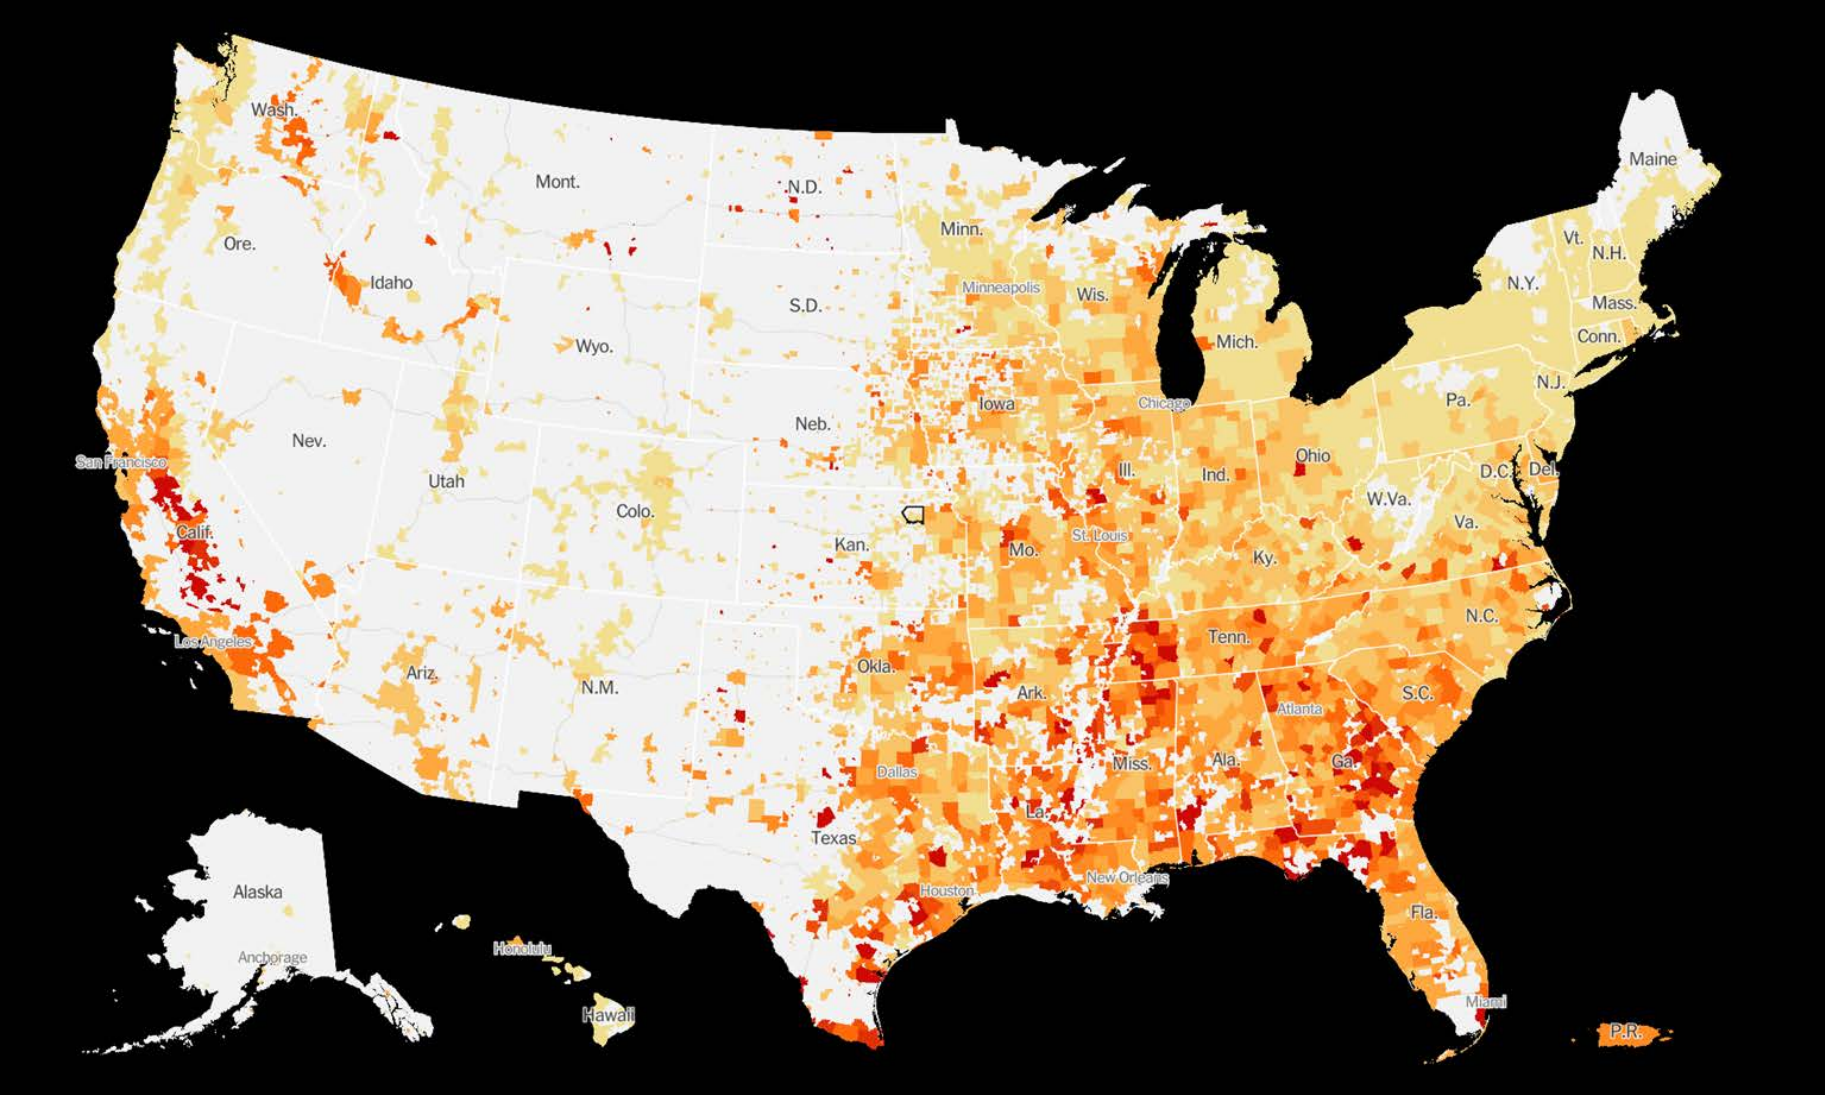 Wash.
Maine
Mont.
N.D.
Minn.
Vt.
N.H.
Ore.
Idaho
N.Y.
Minneapolis
Wis.
Mass.
S.D.
Conn.
Wyo.
Mich.
N.J.
Pa.
Iowa
Chicago
Neb.
Nev.
Ohio
San Francisco
Ill.
Ind.
D.C.
Del.
Utah
W.Va.
Colo.
Va.
Calif.
St. Louis
Kan.
Mo.
Ky.
N.C.
Los Angeles
Tenn.
Okla.
Ariz.
N.M.
Ark.
S.C.
Atlanta
Dallas
Miss.
Ala.
Ga.
La.
Texas
New Orleans
Houston
Alaska
Fla.
Honolulu
Anchorage
Miami
Hawaii
P.R.